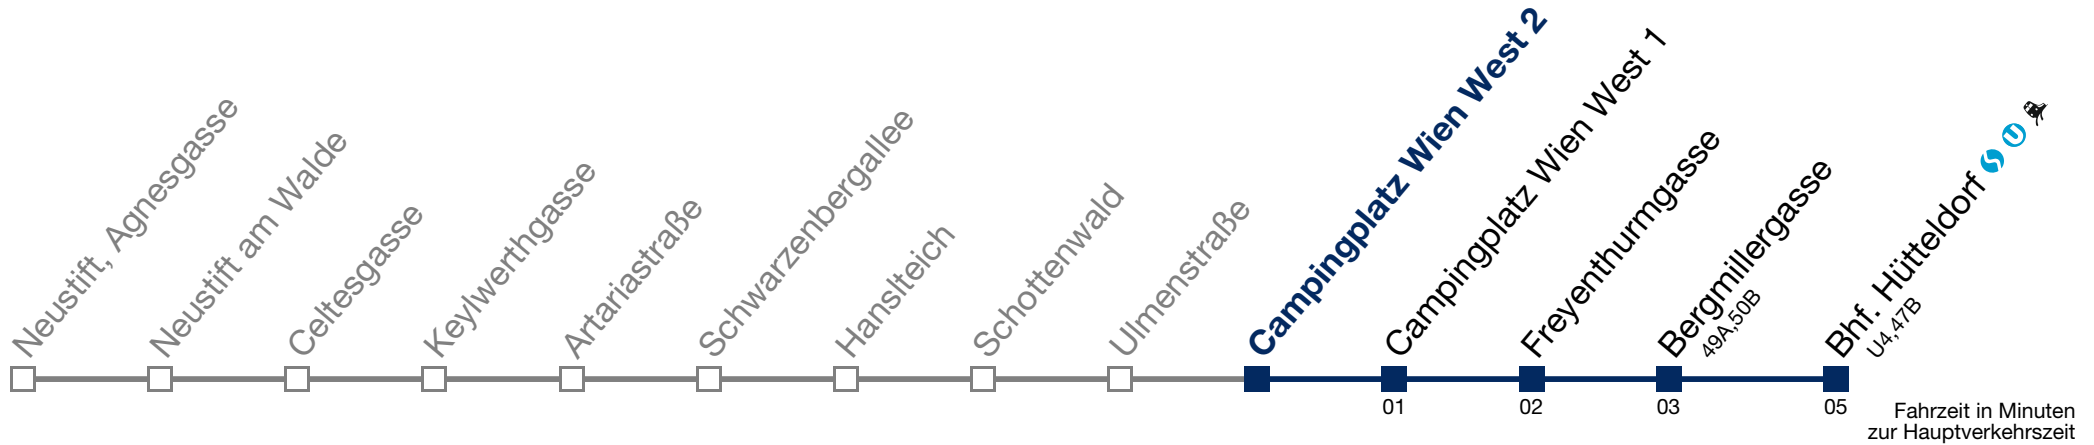 Neustift, Agnesgasse
Neustift am Walde
Celtesgasse
Keylwerthgasse
Artariastraße
Schwarzenbergallee
Hanslteich
Schottenwald
Ulmenstraße
Campingplatz Wien West 2
Campingplatz Wien West 1
Freyenthurmgasse
Bergmillergasse
49A,50B
Bhf. Hütteldorf S U
U4,47B
01
02
03
05
Fahrzeit in Minuten
zur Hauptverkehrszeit